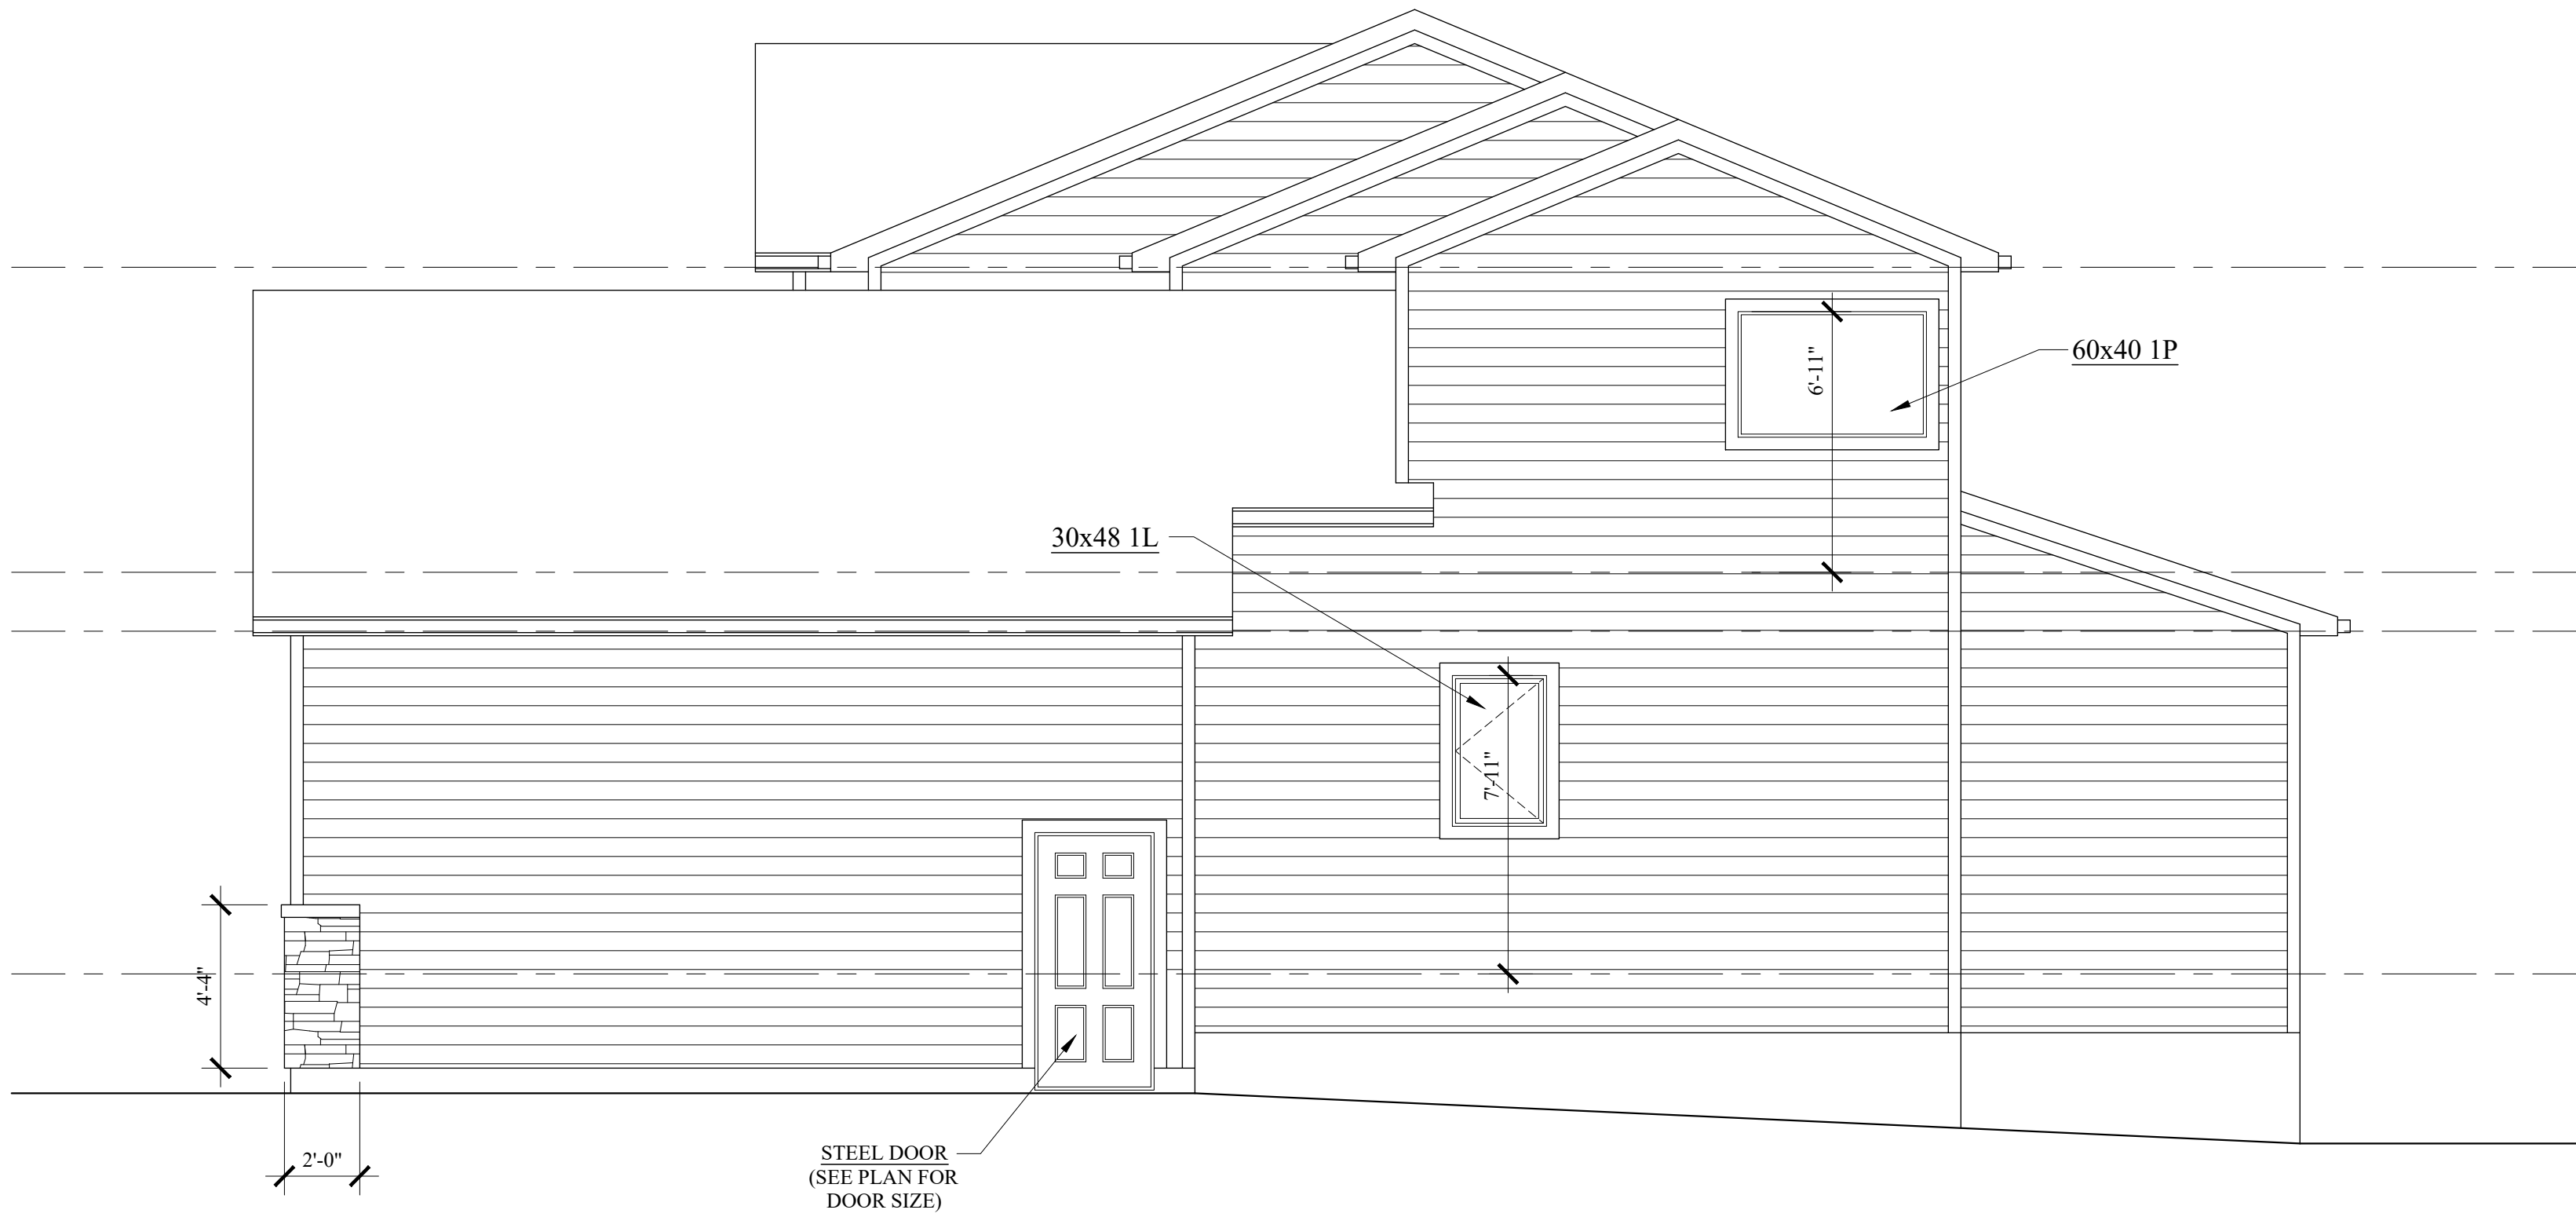 60x40 1P
6'-11"
30x48 1L
7'-11"
4'-4"
2'-0"
STEEL DOOR
(SEE PLAN FOR
DOOR SIZE)